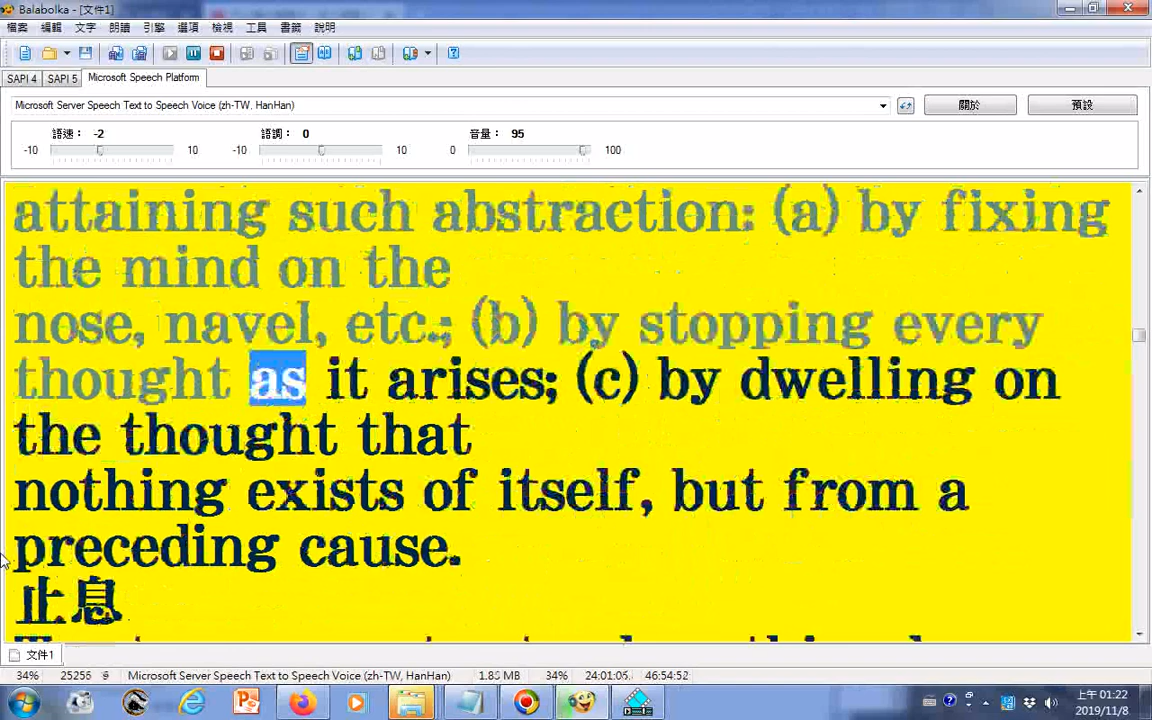 Balabolka - [文件1]
檔案 編輯 文字 朗讀 引擎 選項 檢視 工具 書籤 說明
SAPI 4 SAPI 5 Microsoft Speech Platform
Microsoft Server Speech Text to Speech Voice (zh-TW, HanHan) 關於 預設
語速： -2 語調： 0 音量： 95
-10 10 -10 10 0 100
attaining such abstraction: (a) by fixing
the mind on the
nose, navel, etc.; (b) by stopping every
thought as it arises; (c) by dwelling on
the thought that
nothing exists of itself, but from a
preceding cause.
止息
文件1
34% 25255 Microsoft Server Speech Text to Speech Voice (zh-TW, HanHan) MB 34% 24:01:05 46:54:52
上午 01:22
2019/11/8